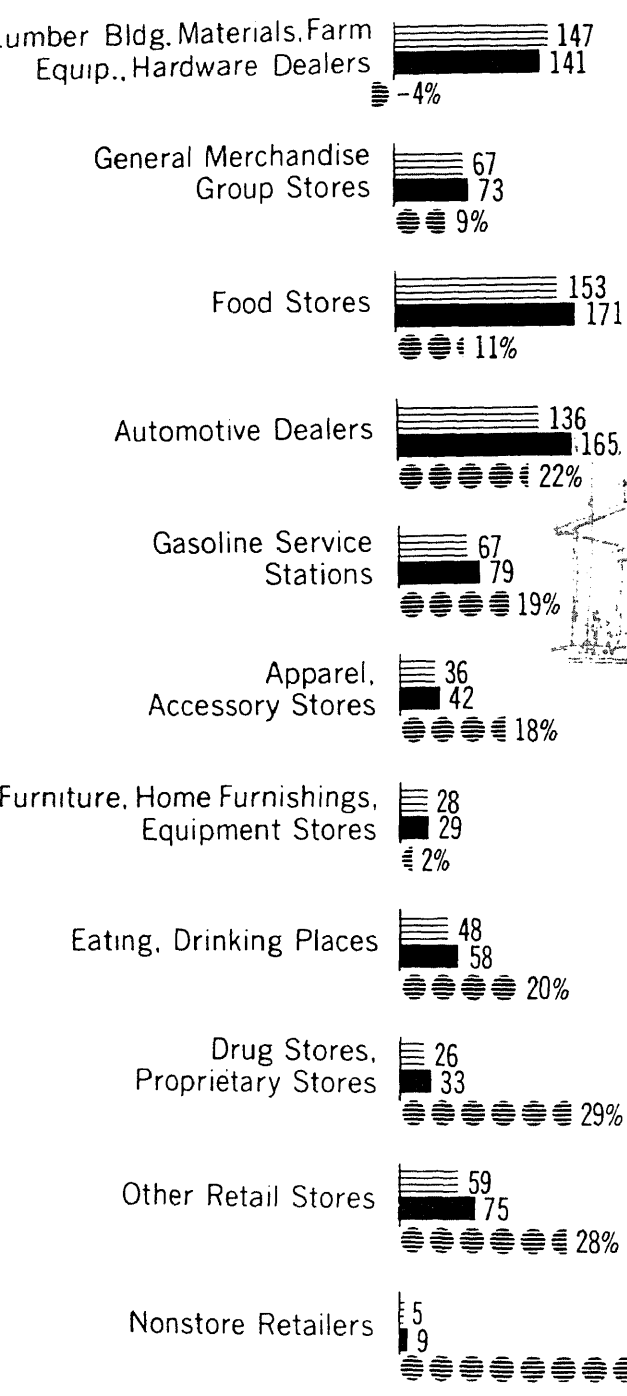 umber Bldg. Materials, Farm
Equip., Hardware Dealers
147
141
-4%
General Merchandise
Group Stores
67
73
9%
Food Stores
153
171
11%
Automotive Dealers
136
165
22%
Gasoline Service
Stations
67
79
19%
Apparel,
Accessory Stores
36
42
18%
Furniture, Home Furnishings,
Equipment Stores
28
29
2%
Eating, Drinking Places
48
58
20%
Drug Stores,
Proprietary Stores
26
33
29%
Other Retail Stores
59
75
28%
Nonstore Retailers
5
9